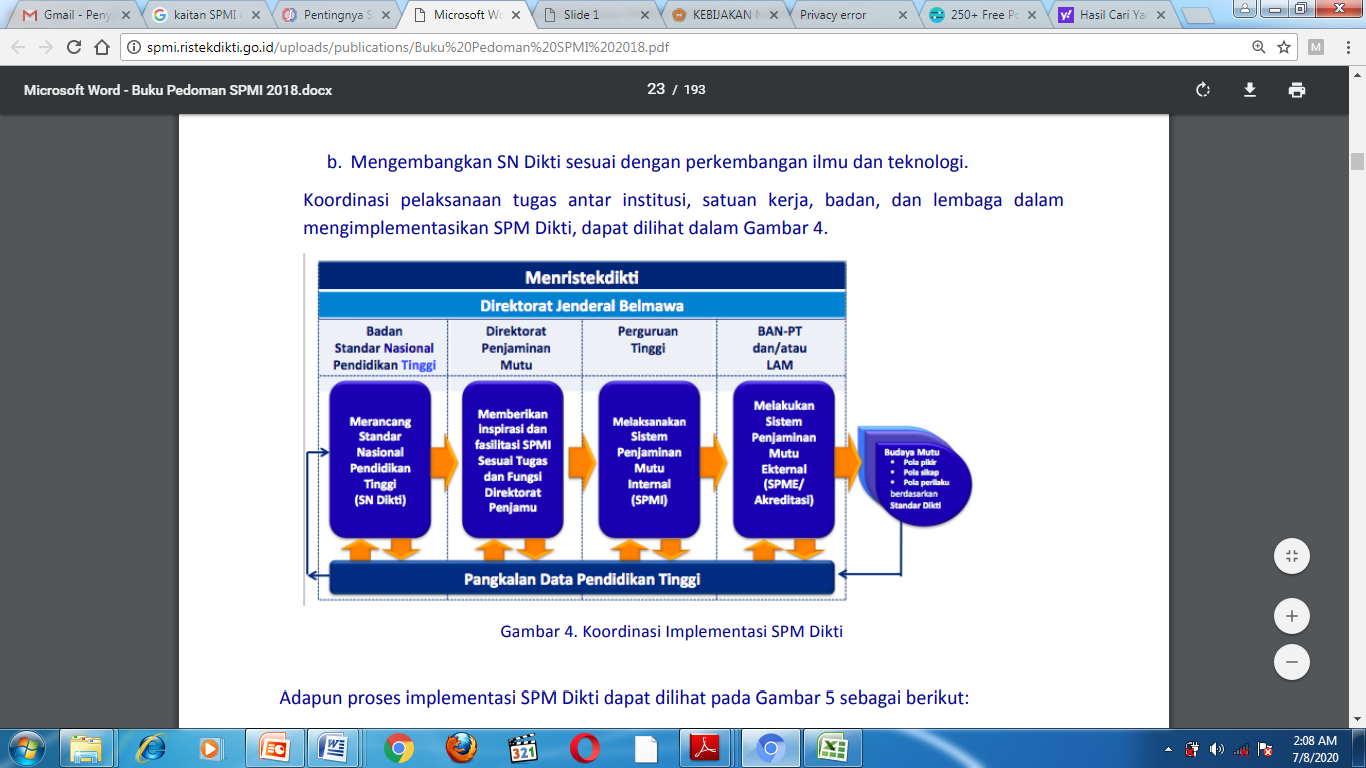 Gmail - Peny
kaitan SPMI d
Pentingnya S
Microsoft Wo
Slide 1
KEBIJAKAN N
Privacy error
250+ Free Po
Hasil Cari Yal
spmi.ristekdikti.go.id/uploads/publications/Buku%20Pedoman%20SPMI%202018.pdf
M
Microsoft Word - Buku Pedoman SPMI 2018.docx
23 / 193
b. Mengembangkan SN Dikti sesuai dengan perkembangan ilmu dan teknologi.
Koordinasi pelaksanaan tugas antar institusi, satuan kerja, badan, dan lembaga dalam
mengimplementasikan SPM Dikti, dapat dilihat dalam Gambar 4.
Menristekdikti
Direktorat Jenderal Belmawa
Badan
Standar Nasional
Pendidikan Tinggi
Direktorat
Penjaminan
Mutu
Perguruan
Tinggi
BAN-PT
dan/atau
LAM
Merancang
Standar
Nasional
Pendidikan
Tinggi
(SN Dikti)
Memberikan
Inspirasi dan
fasilitasi SPMI
Sesuai Tugas
dan Fungsi
Direktorat
Penjamu
Melaksanakan
Sistem
Penjaminan
Mutu
Internal
(SPMI)
Melakukan
Sistem
Penjaminan
Mutu
Ekternal
(SPME/
Akreditasi)
Budaya Mutu
• Pola pikir
• Pola sikap
• Pola perilaku
berdasarkan
Standar Dikti
Pangkalan Data Pendidikan Tinggi
Gambar 4. Koordinasi Implementasi SPM Dikti
Adapun proses implementasi SPM Dikti dapat dilihat pada Gambar 5 sebagai berikut:
321
2:08 AM
7/8/2020